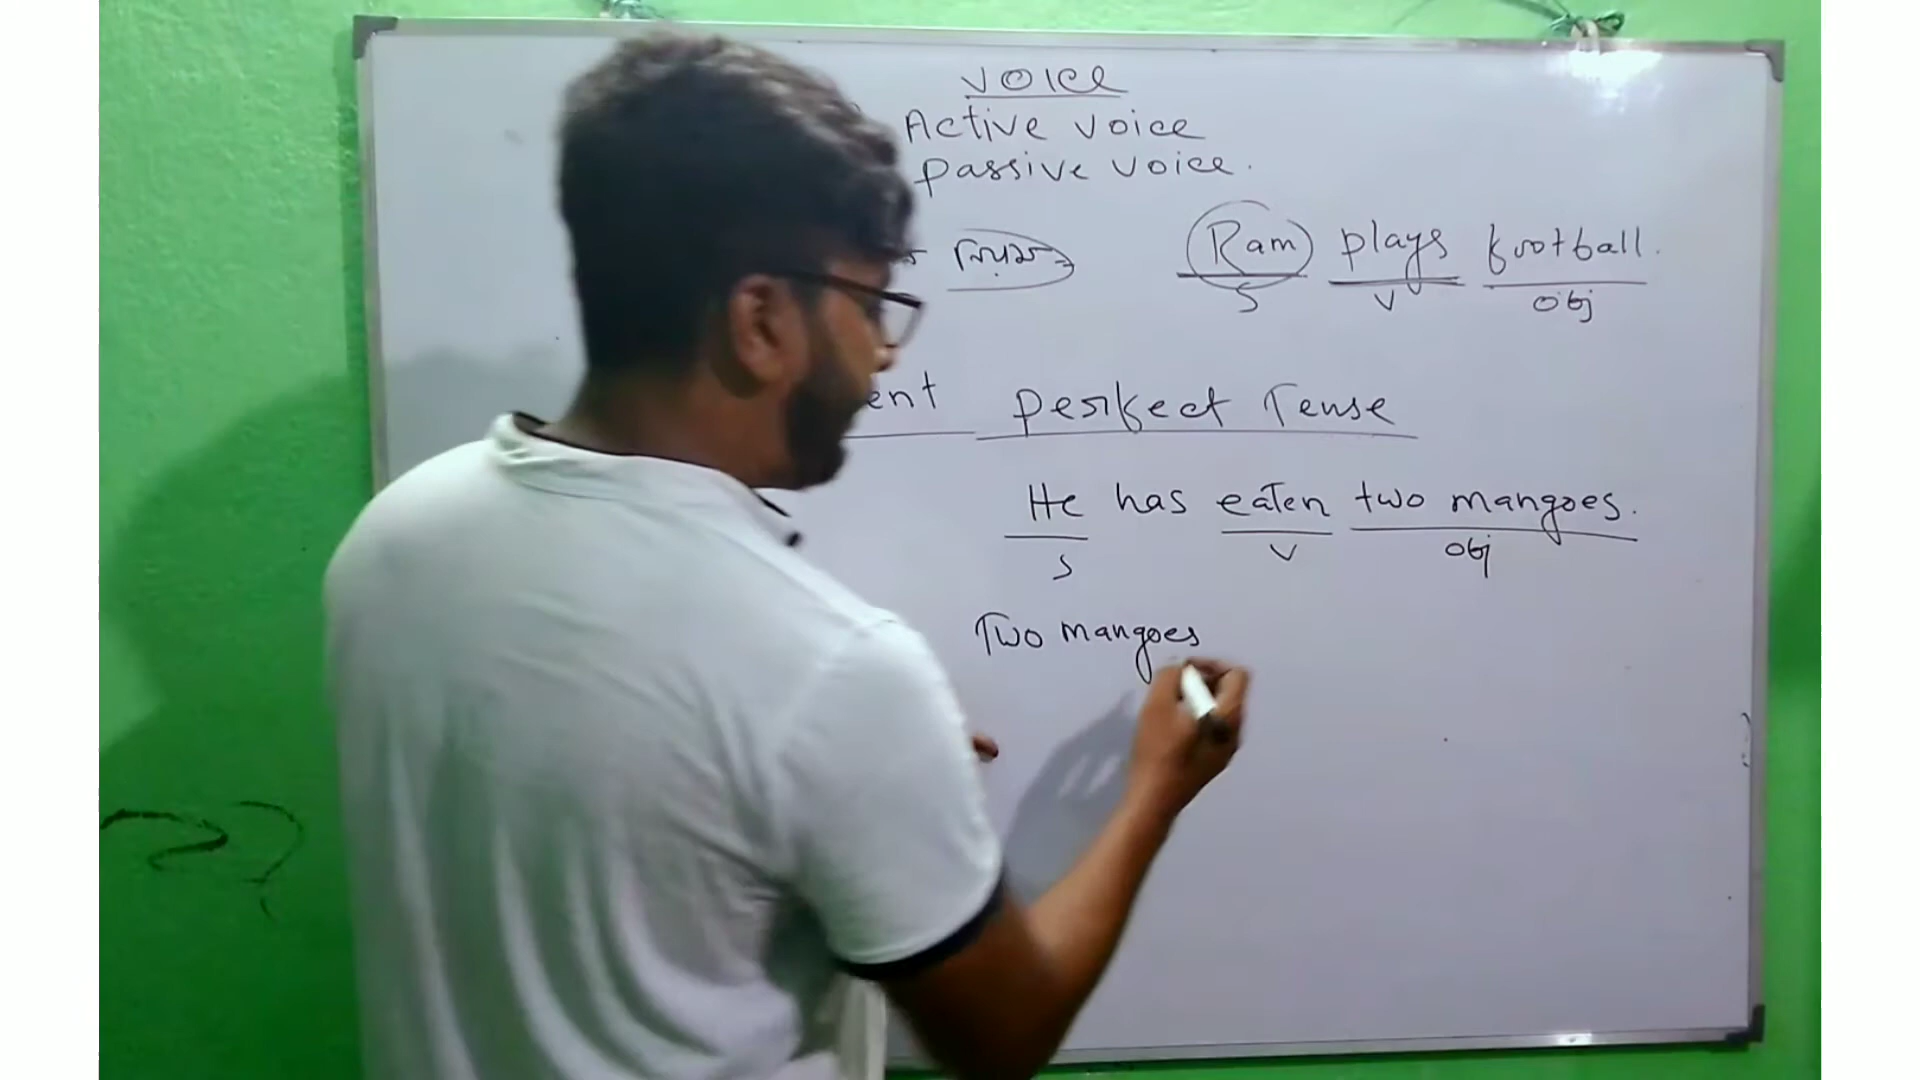 VOICE
Active voice
passive voice.
Ram plays football.
S V obj
ent perfect Tense
He has eaten two mangoes.
S V obj
Two mangoes